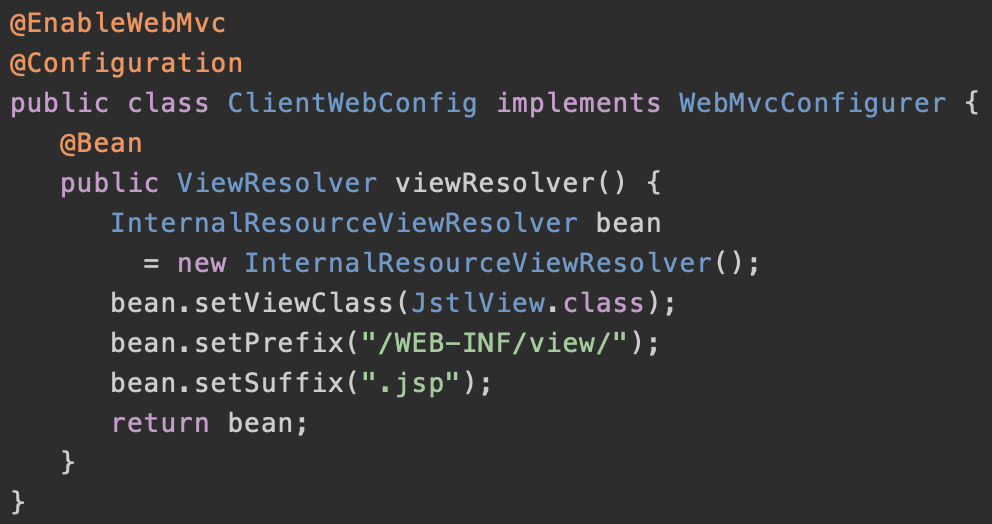 @EnableWebMvc
@Configuration
public class ClientWebConfig implements WebMvcConfigurer {
   @Bean
   public ViewResolver viewResolver() {
      InternalResourceViewResolver bean
        = new InternalResourceViewResolver();
      bean.setViewClass(JstlView.class);
      bean.setPrefix("/WEB-INF/view/");
      bean.setSuffix(".jsp");
      return bean;
   }
}